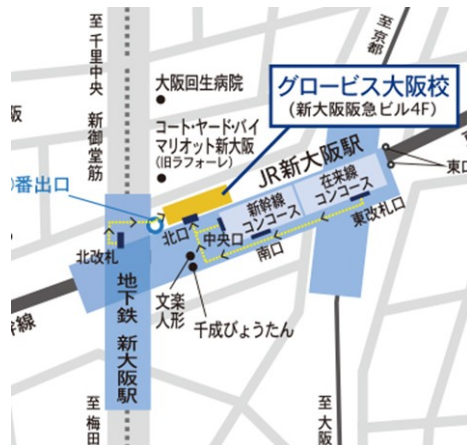 至千里中央
新御堂筋
大阪回生病院
コート・ヤード・バイ
マリオット新大阪
(旧ラフォーレ)
至京都
グロービス大阪校
(新大阪阪急ビル4F)
JR新大阪駅
東口
番出口
新幹線
コンコース
在来線
コンコース
東改札口
北口
中央口
南口
北改札
文楽
人形
千成びょうたん
地下鉄 新大阪駅
幹線
至梅田
至大阪